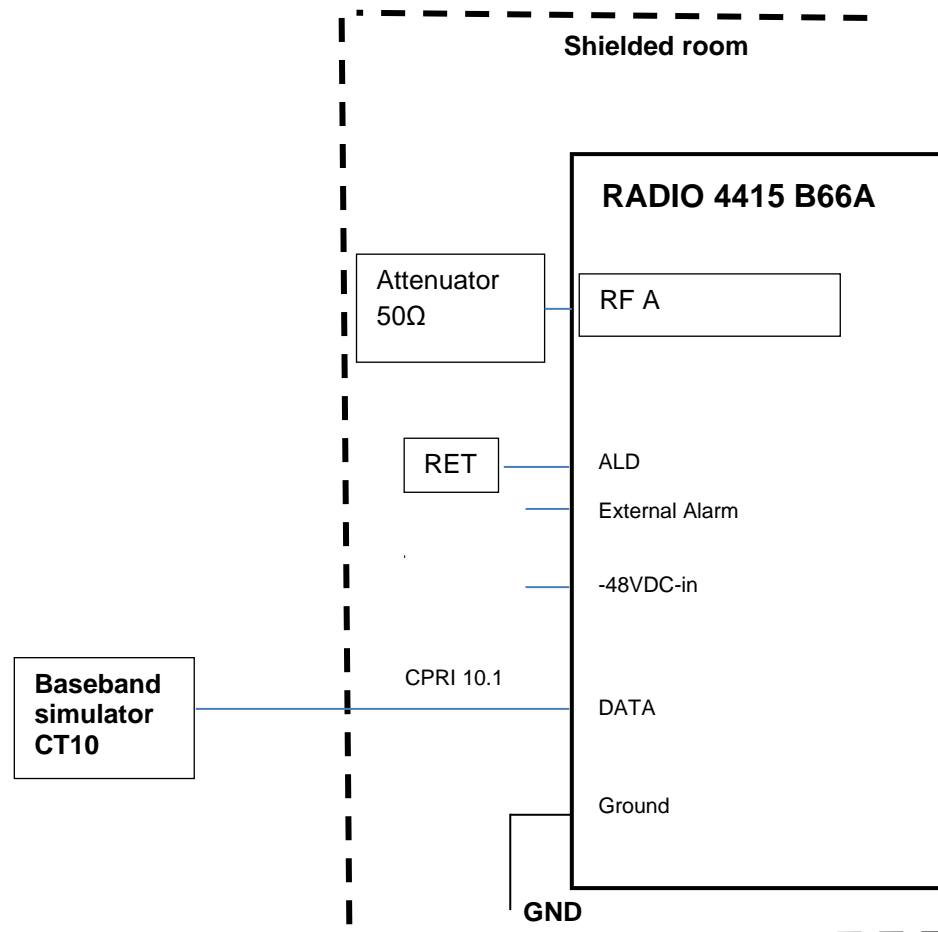 Shielded room
RADIO 4415 B66A
Attenuator
50Ω
RF A
RET
ALD
External Alarm
-48VDC-in
CPRI 10.1
Baseband
simulator
CT10
DATA
Ground
GND